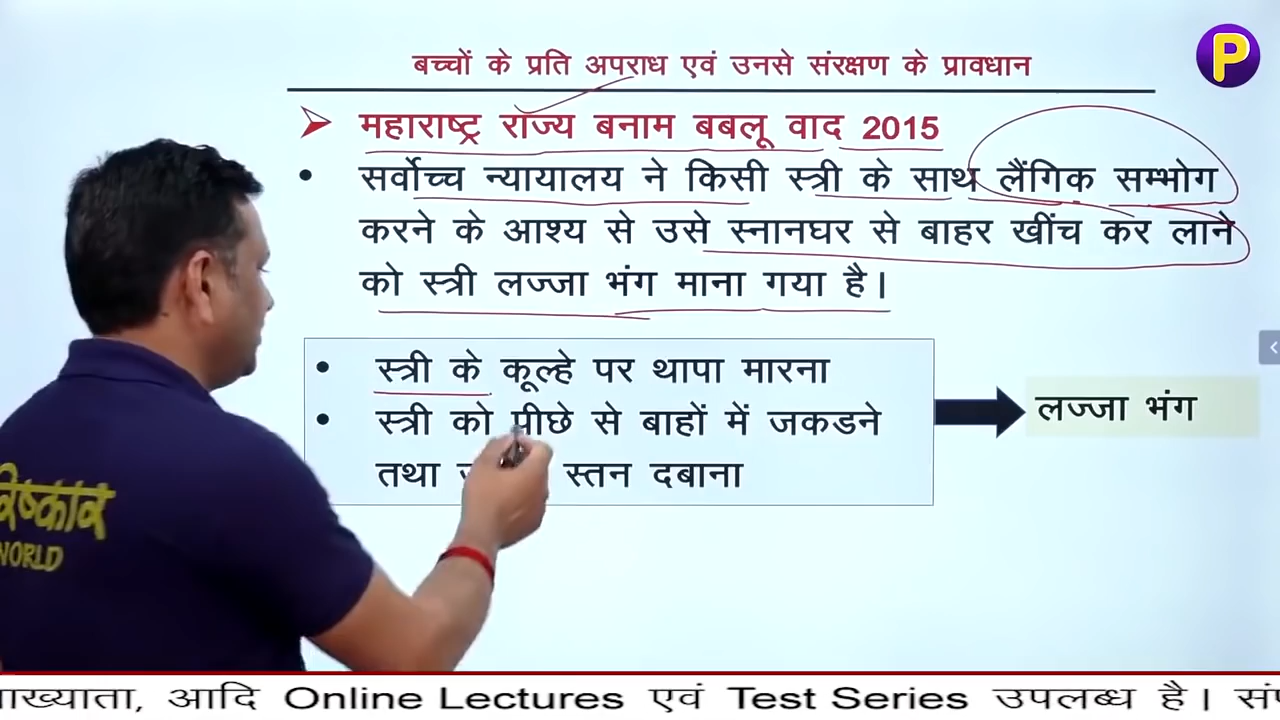 P
बच्चों के प्रति अपराध एवं उनसे संरक्षण के प्रावधान
महाराष्ट्र राज्य बनाम बबलू वाद 2015
• सर्वोच्च न्यायालय ने किसी स्त्री के साथ लैंगिक सम्भोग
करने के आश्य से उसे स्नानघर से बाहर खींच कर लाने
को स्त्री लज्जा भंग माना गया है।
• स्त्री के कूल्हे पर थापा मारना
• स्त्री को पीछे से बाहों में जकडने
तथा स्तन दबाना
लज्जा भंग
WORLD
आदि Online Lectures एवं Test Series उपलब्ध है।